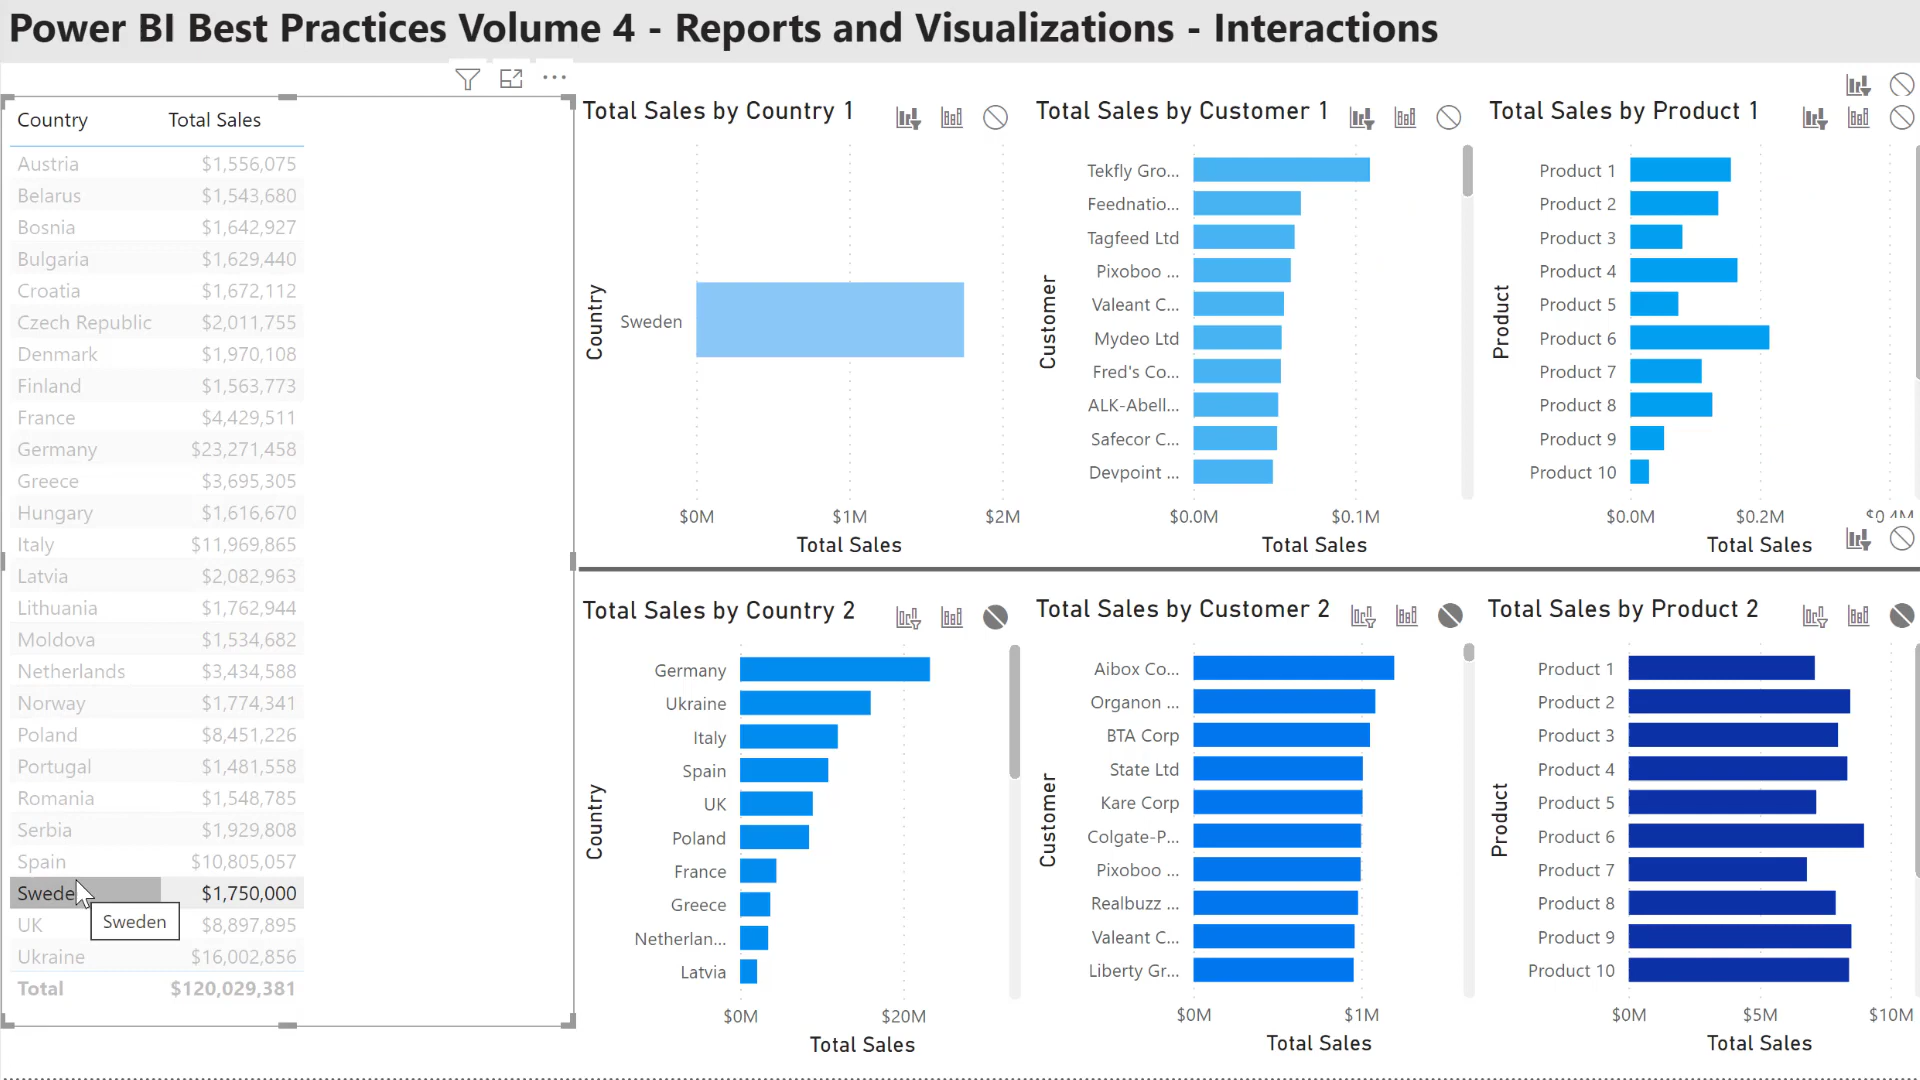 Power BI Best Practices Volume 4 - Reports and Visualizations - Interactions
Country Total Sales
Austria $1,556,075
Belarus $1,543,680
Bosnia $1,642,927
Bulgaria $1,629,440
Croatia $1,672,112
Czech Republic $2,011,755
Denmark $1,970,108
Finland $1,563,773
France $4,429,511
Germany $23,271,458
Greece $3,695,305
Hungary $1,616,670
Italy $11,969,865
Latvia $2,082,963
Lithuania $1,762,944
Moldova $1,534,682
Netherlands $3,434,588
Norway $1,774,341
Poland $8,451,226
Portugal $1,481,558
Romania $1,548,785
Serbia $1,929,808
Spain $10,805,057
Swede $1,750,000
Sweden
UK $8,897,895
Ukraine $16,002,856
Total $120,029,381
Total Sales by Country 1
Country
Sweden
$0M $1M $2M
Total Sales
Total Sales by Customer 1
Customer
Tekfly Gro...
Feednatio...
Tagfeed Ltd
Pixoboo ...
Valeant C...
Mydeo Ltd
Fred's Co...
ALK-Abell...
Safecor C...
Devpoint ...
$0.0M $0.1M
Total Sales
Total Sales by Product 1
Product
Product 1
Product 2
Product 3
Product 4
Product 5
Product 6
Product 7
Product 8
Product 9
Product 10
$0.0M $0.2M $0.4M
Total Sales
Total Sales by Country 2
Country
Germany
Ukraine
Italy
Spain
UK
Poland
France
Greece
Netherlan...
Latvia
$0M $20M
Total Sales
Total Sales by Customer 2
Customer
Aibox Co...
Organon ...
BTA Corp
State Ltd
Kare Corp
Colgate-P...
Pixoboo ...
Realbuzz ...
Valeant C...
Liberty Gr...
$0M $1M
Total Sales
Total Sales by Product 2
Product
Product 1
Product 2
Product 3
Product 4
Product 5
Product 6
Product 7
Product 8
Product 9
Product 10
$0M $5M $10M
Total Sales